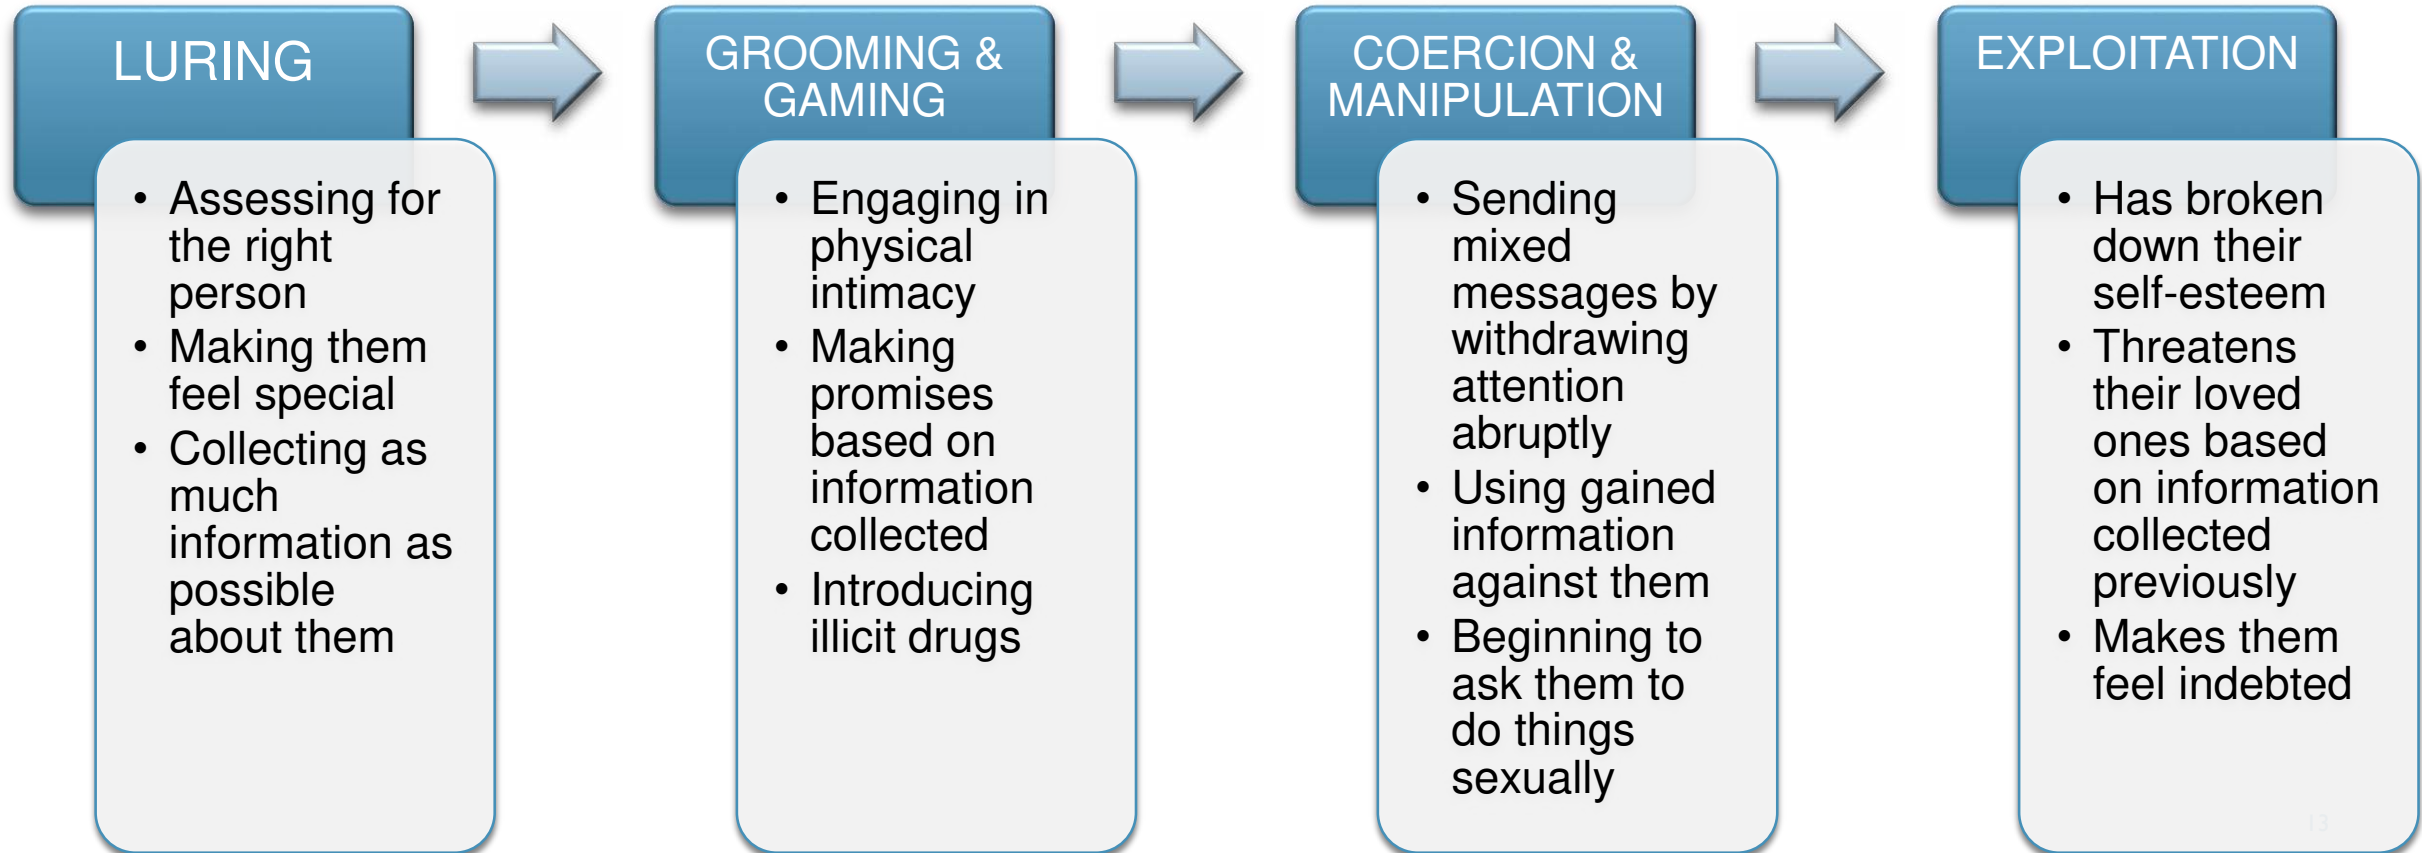 LURING
• Assessing for
the right
person
• Making them
feel special
• Collecting as
much
information as
possible
about them
GROOMING &
GAMING
• Engaging in
physical
intimacy
• Making
promises
based on
information
collected
• Introducing
illicit drugs
COERCION &
MANIPULATION
• Sending
mixed
messages by
withdrawing
attention
abruptly
• Using gained
information
against them
• Beginning to
ask them to
do things
sexually
EXPLOITATION
• Has broken
down their
self-esteem
• Threatens
their loved
ones based
on information
collected
previously
• Makes them
feel indebted
13